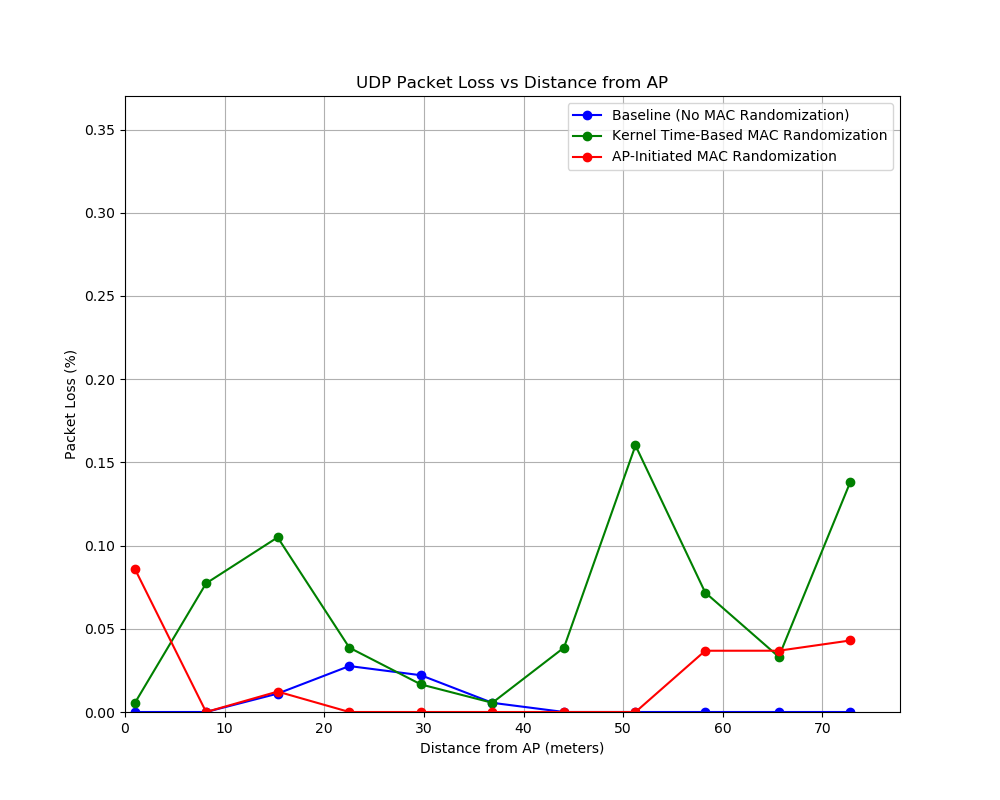 UDP Packet Loss vs Distance from AP
Baseline (No MAC Randomization)
Kernel Time-Based MAC Randomization
AP-Initiated MAC Randomization
0.35
0.30
0.25
0.20
0.15
0.10
0.05
0.00
Packet Loss (%)
0 10 20 30 40 50 60 70
Distance from AP (meters)